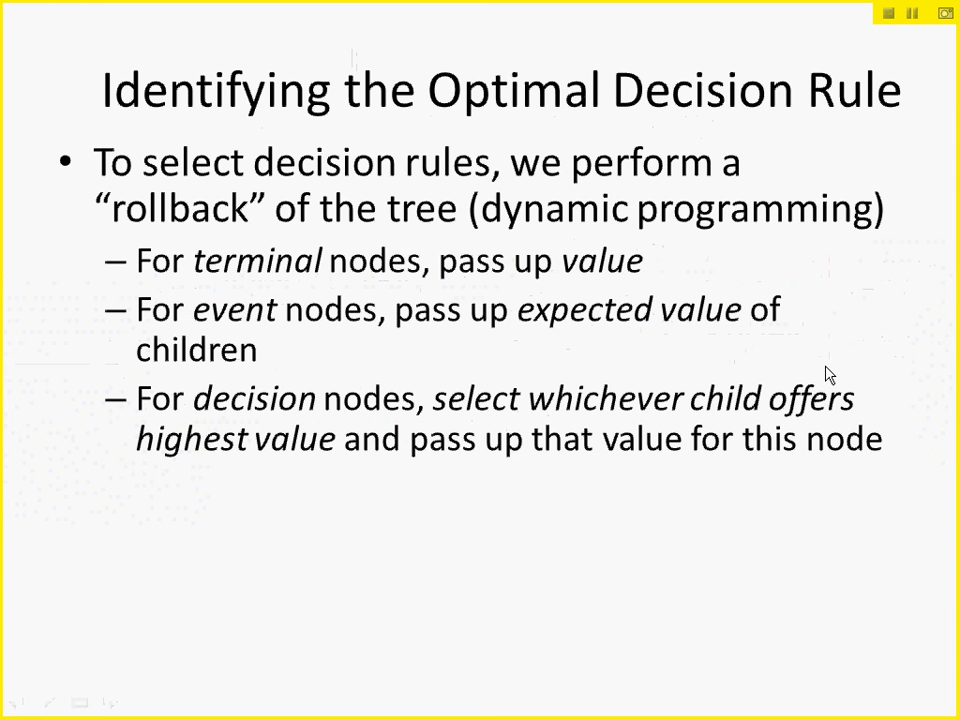 Identifying the Optimal Decision Rule
• To select decision rules, we perform a
“rollback” of the tree (dynamic programming)
– For terminal nodes, pass up value
– For event nodes, pass up expected value of
children
– For decision nodes, select whichever child offers
highest value and pass up that value for this node